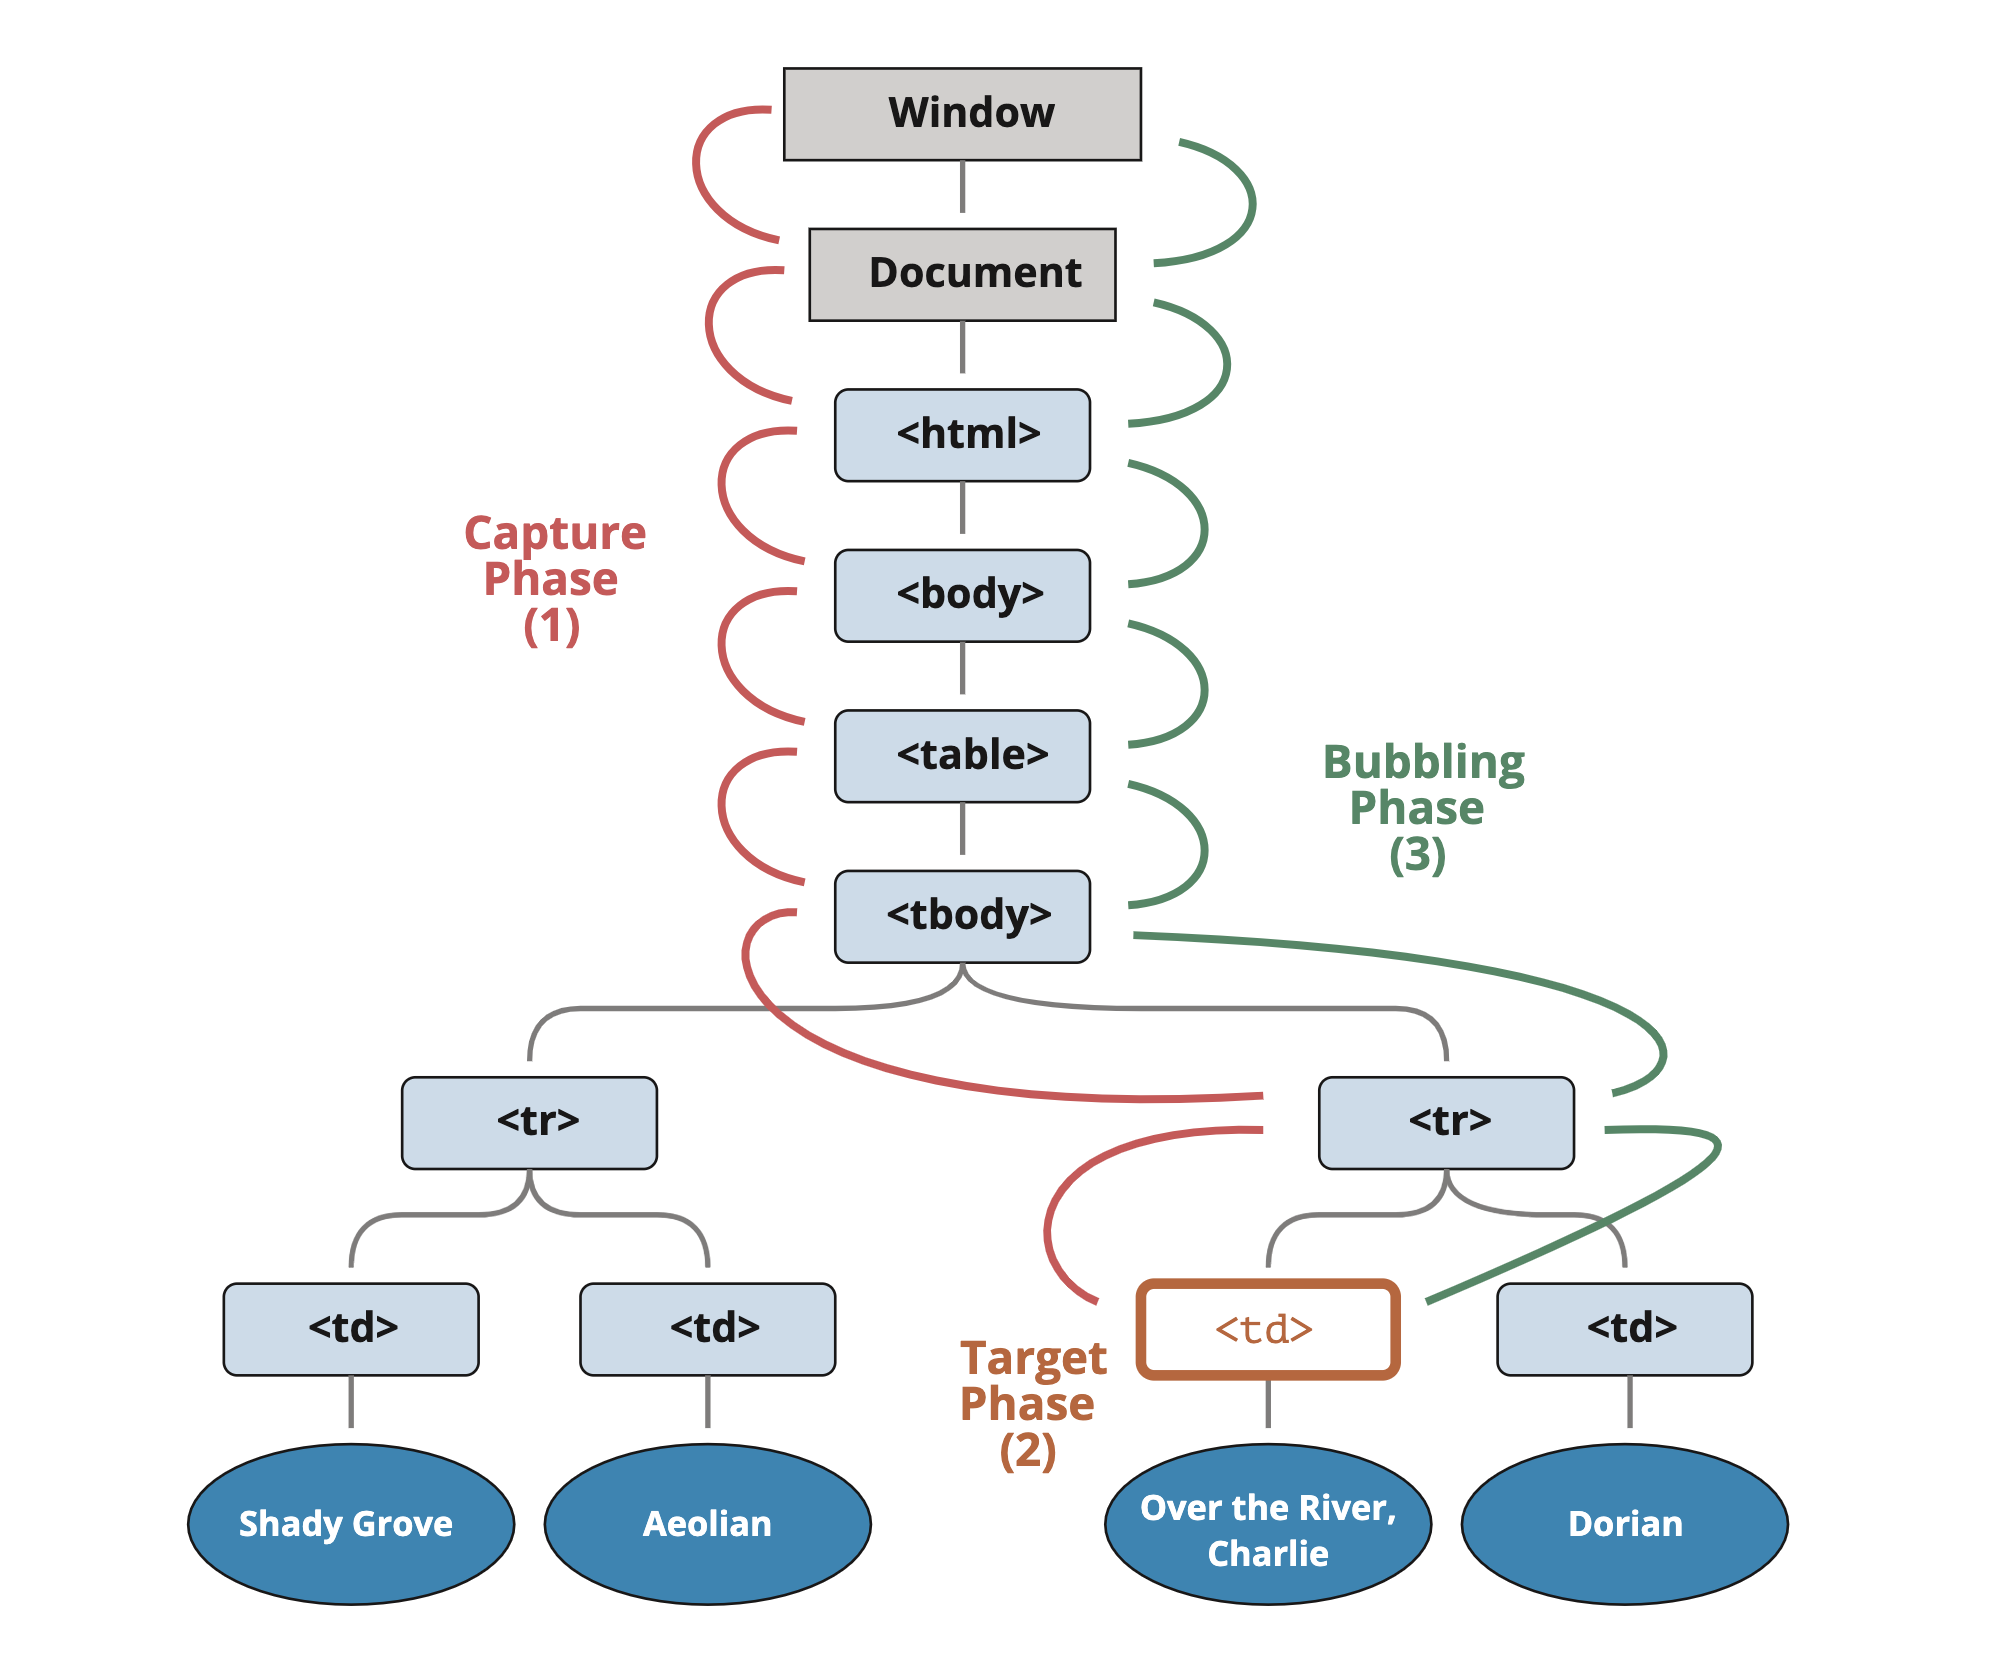 Window
Document
<html>
Capture
Phase
(1)
<body>
<table>
Bubbling
Phase
(3)
<tbody>
<tr>
<tr>
<td>
<td>
<td>
<td>
Target
Phase
(2)
Shady Grove
Aeolian
Over the River,
Charlie
Dorian